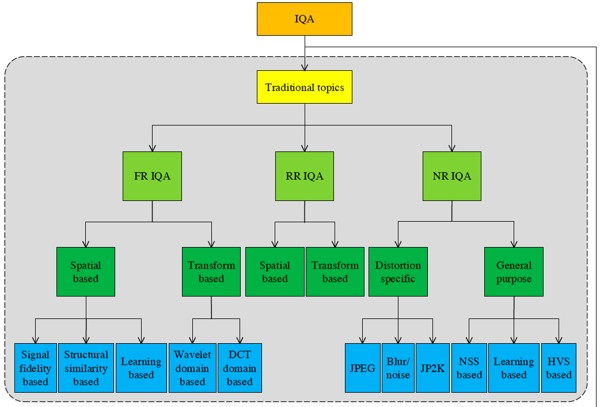 IQA
Traditional topics
FR IQA
RR IQA
NR IQA
Spatial
based
Transform
based
Spatial
based
Transform
based
Distortion
specific
General
purpose
Signal
fidelity
based
Structural
similarity
based
Learning
based
Wavelet
domain
based
DCT
domain
based
JPEG
Blur/
noise
JP2K
NSS
based
Learning
based
HVS
based